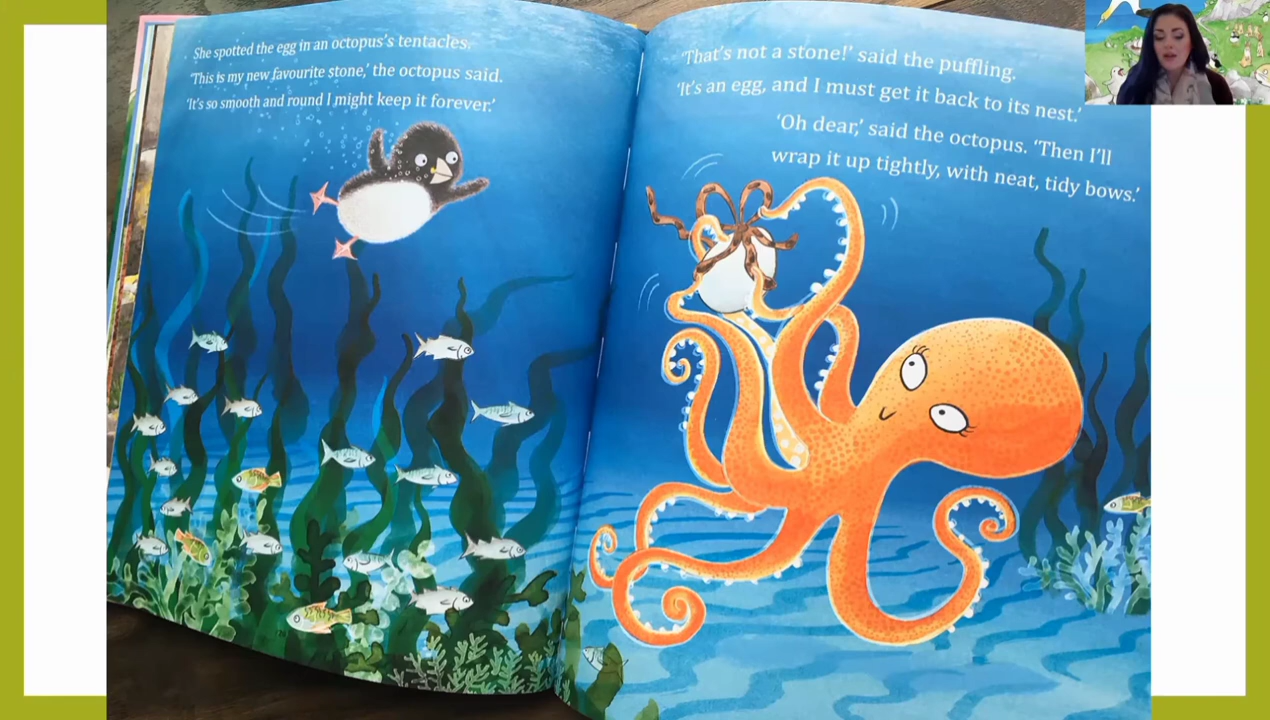 She spotted the egg in an octopus's tentacles.
'This is my new favourite stone,' the octopus said.
'It's so smooth and round I might keep it forever.'
'That's not a stone!' said the puffling.
'It's an egg, and I must get it back to its nest.'
'Oh dear,' said the octopus. 'Then I'll
wrap it up tightly, with neat, tidy bows.'